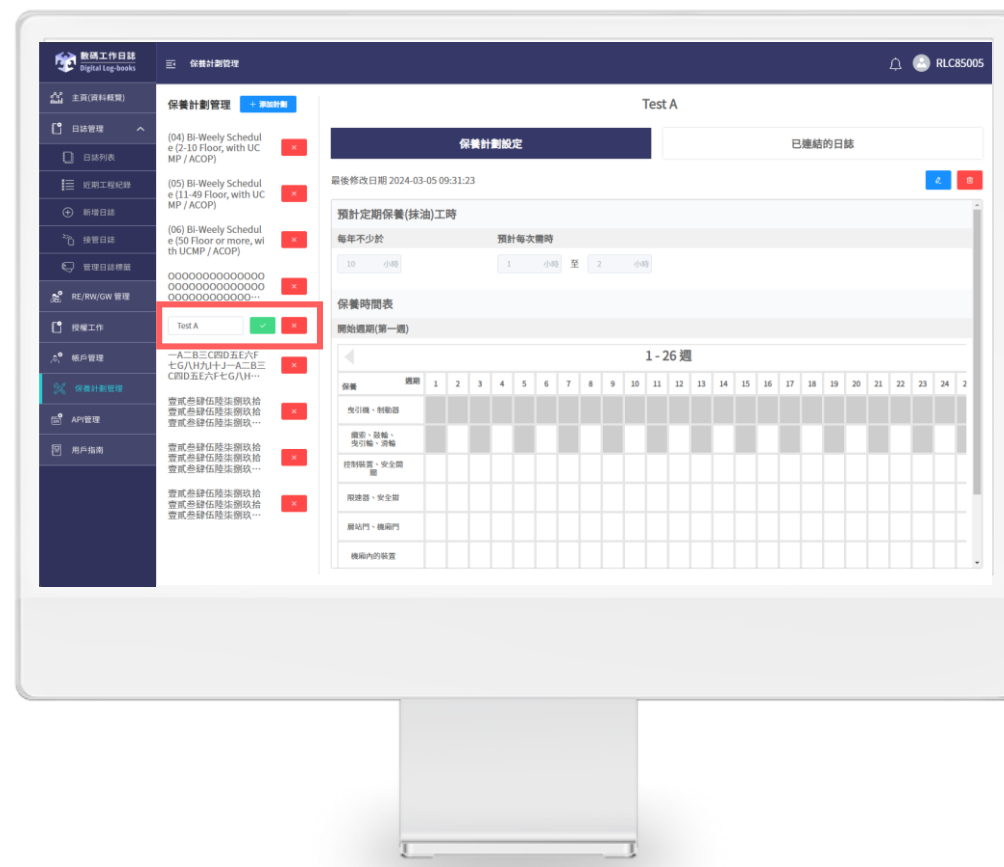 數碼工作日誌
Digital Log-books
保養計劃管理
RLC85005
主頁(資料概覽)
日誌管理
日誌列表
近期工程紀錄
新增日誌
接管日誌
管理日誌標籤
RE/RW/GW 管理
授權工作
帳戶管理
保養計劃管理
API管理
用戶指南
保養計劃管理
+ 添加計劃
(04) Bi-Weely Schedul
e (2-10 Floor, with UC
MP / ACOP)
(05) Bi-Weely Schedul
e (11-49 Floor, with UC
MP / ACOP)
(06) Bi-Weely Schedul
e (50 Floor or more, wi
th UCMP / ACOP)
OOOOOOOOOOOOOO
OOOOOOOOOOOOOO
OOOOOOOOOOOO…
Test A
一A二B三C四D五E六F
七G八H九I十J一A二B三
C四D五E六F七G八H…
壹貳叁肆伍陸柒捌玖拾
壹貳叁肆伍陸柒捌玖拾
壹貳叁肆伍陸柒捌玖…
壹貳叁肆伍陸柒捌玖拾
壹貳叁肆伍陸柒捌玖拾
壹貳叁肆伍陸柒捌玖…
壹貳叁肆伍陸柒捌玖拾
壹貳叁肆伍陸柒捌玖拾
壹貳叁肆伍陸柒捌玖…
Test A
保養計劃設定
已連結的日誌
最後修改日期 2024-03-05 09:31:23
預計定期保養(抹油)工時
每年不少於 預計每次需時
10 小時 1 小時 至 2 小時
保養時間表
開始週期(第一週)
1 - 26 週
保養 週期 1 2 3 4 5 6 7 8 9 10 11 12 13 14 15 16 17 18 19 20 21 22 23 24 2
曳引機、制動器
纜索、鼓輪、
曳引輪、滑輪
控制裝置、安全開
關
限速器、安全鉗
層站門、機廂門
機廂內的裝置